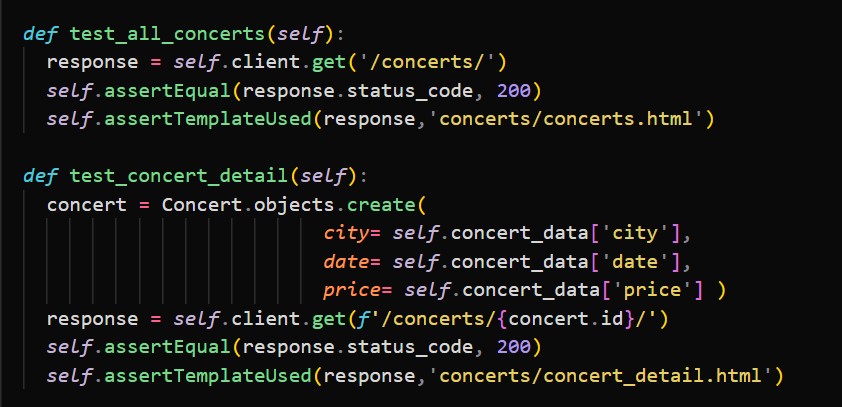 def test_all_concerts(self):
response = self.client.get('/concerts/')
self.assertEqual(response.status_code, 200)
self.assertTemplateUsed(response,'concerts/concerts.html')
def test_concert_detail(self):
concert = Concert.objects.create(
city= self.concert_data['city'],
date= self.concert_data['date'],
price= self.concert_data['price'] )
response = self.client.get(f'/concerts/{concert.id}/')
self.assertEqual(response.status_code, 200)
self.assertTemplateUsed(response,'concerts/concert_detail.html')